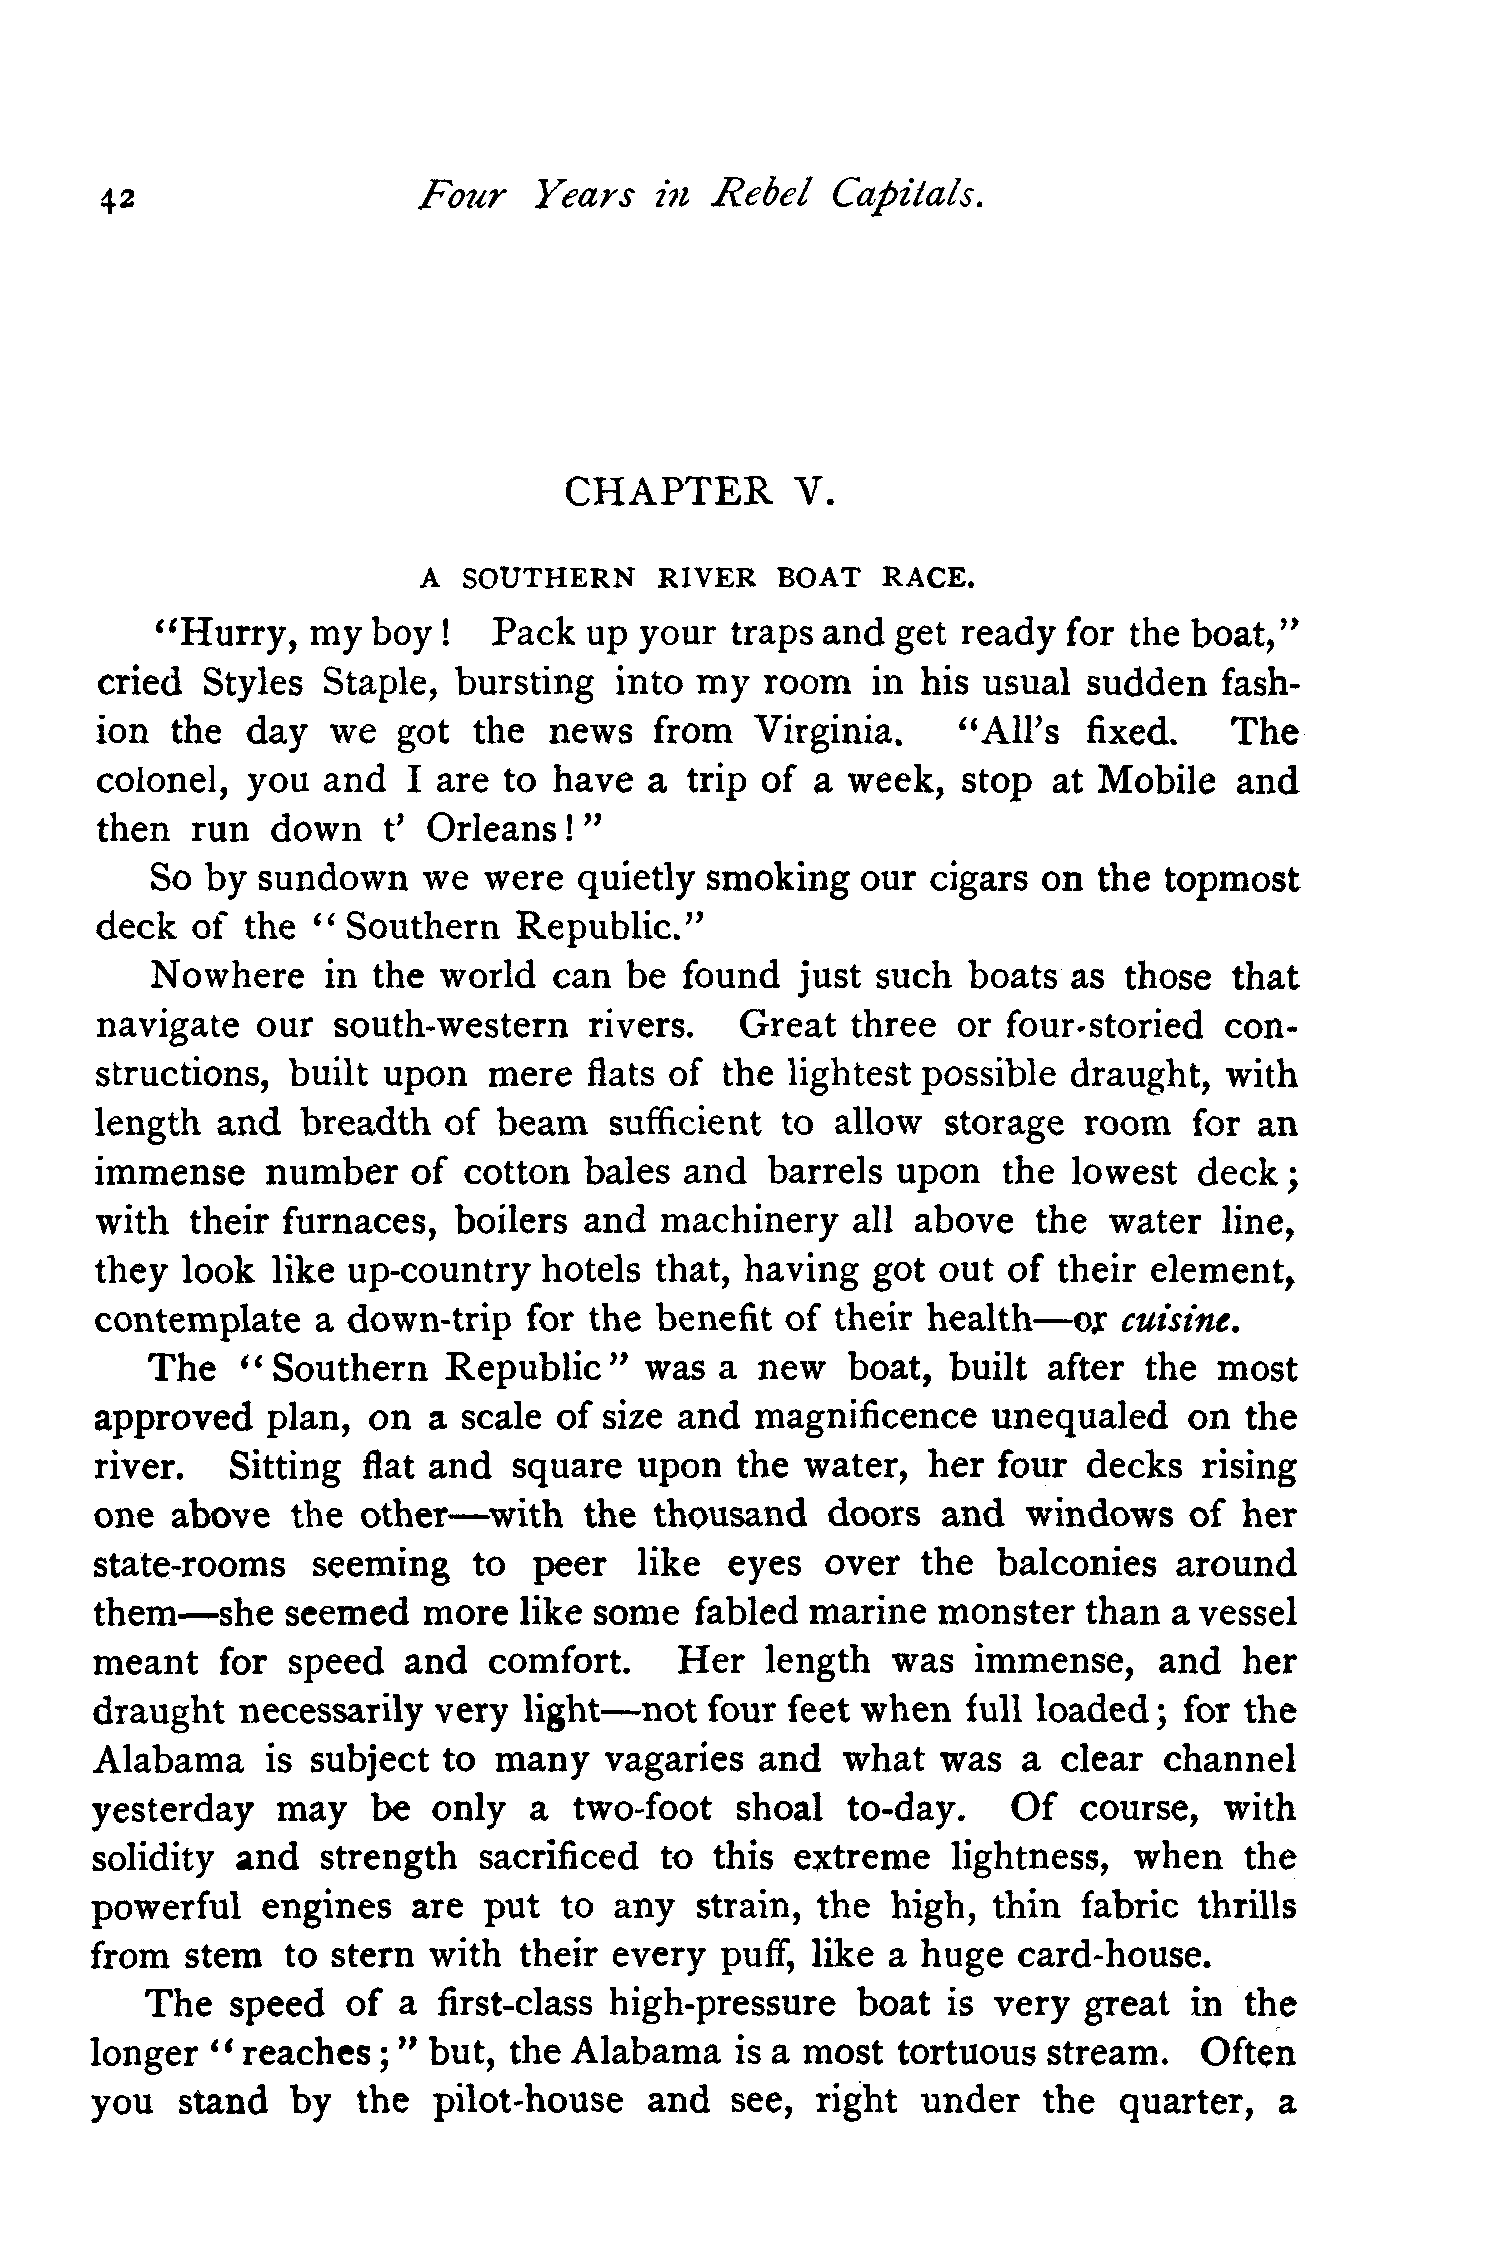 42 Four Years in Rebel Capitals.
CHAPTER V.
A SOUTHERN RIVER BOAT RACE.
"Hurry, my boy! Pack up your traps and get ready for the boat,"
cried Styles Staple, bursting into my room in his usual sudden fash-
ion the day we got the news from Virginia. "All's fixed. The
colonel, you and I are to have a trip of a week, stop at Mobile and
then run down t' Orleans!"
So by sundown we were quietly smoking our cigars on the topmost
deck of the "Southern Republic."
Nowhere in the world can be found just such boats as those that
navigate our south-western rivers. Great three or four-storied con-
structions, built upon mere flats of the lightest possible draught, with
length and breadth of beam sufficient to allow storage room for an
immense number of cotton bales and barrels upon the lowest deck;
with their furnaces, boilers and machinery all above the water line,
they look like up-country hotels that, having got out of their element,
contemplate a down-trip for the benefit of their health—or cuisine.
The "Southern Republic" was a new boat, built after the most
approved plan, on a scale of size and magnificence unequaled on the
river. Sitting flat and square upon the water, her four decks rising
one above the other—with the thousand doors and windows of her
state-rooms seeming to peer like eyes over the balconies around
them—she seemed more like some fabled marine monster than a vessel
meant for speed and comfort. Her length was immense, and her
draught necessarily very light—not four feet when full loaded; for the
Alabama is subject to many vagaries and what was a clear channel
yesterday may be only a two-foot shoal to-day. Of course, with
solidity and strength sacrificed to this extreme lightness, when the
powerful engines are put to any strain, the high, thin fabric thrills
from stem to stern with their every puff, like a huge card-house.
The speed of a first-class high-pressure boat is very great in the
longer "reaches;" but, the Alabama is a most tortuous stream. Often
you stand by the pilot-house and see, right under the quarter, a